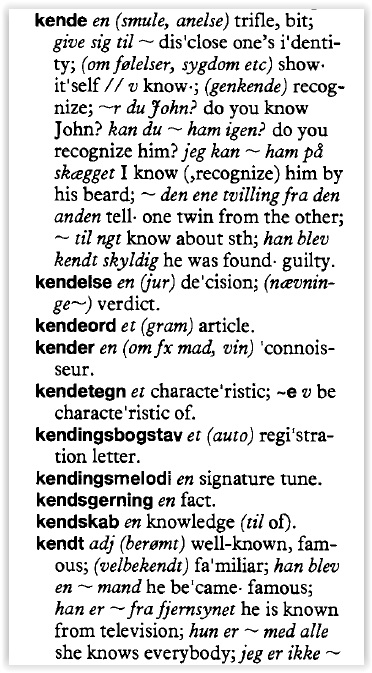 kende en (smule, anelse) trifle, bit;
give sig til ~ dis'close one's i'denti-
ty; (om følelser, sygdom etc) show·
it'self // v know·; (genkende) recog-
nize; ~r du John? do you know
John? kan du ~ ham igen? do you
recognize him? jeg kan ~ ham på
skægget I know (,recognize) him by
his beard; ~ den ene tvilling fra den
anden tell· one twin from the other;
~ til ngt know about sth; han blev
kendt skyldig he was found· guilty.
kendelse en (jur) de'cision; (nævnin-
ge~) verdict.
kendeord et (gram) article.
kender en (om fx mad, vin) 'connois-
seur.
kendetegn et characte'ristic; ~e v be
characte'ristic of.
kendingsbogstav et (auto) regi'stra-
tion letter.
kendingsmelodi en signature tune.
kendsgerning en fact.
kendskab en knowledge (til of).
kendt adj (berømt) well-known, fam-
ous; (velbekendt) fa'miliar; han blev
en ~ mand he be'came· famous;
han er ~ fra fjernsynet he is known
from television; hun er ~ med alle
she knows everybody; jeg er ikke ~